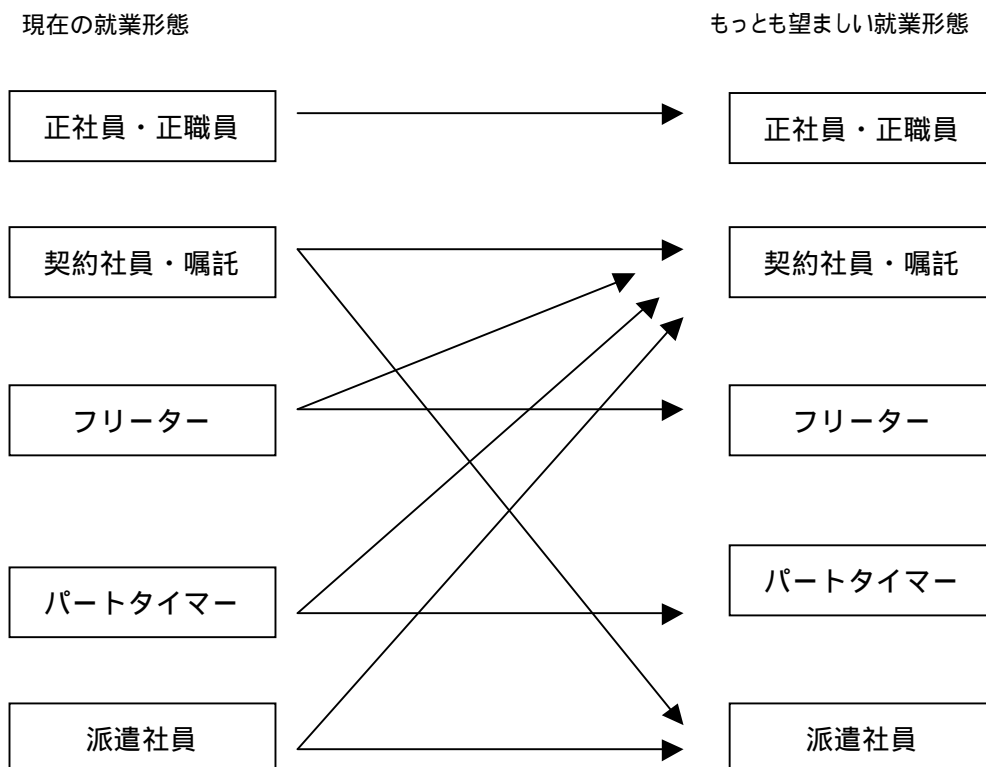 現在の就業形態
もっとも望ましい就業形態
正社員・正職員
正社員・正職員
契約社員・嘱託
契約社員・嘱託
フリーター
フリーター
パートタイマー
パートタイマー
派遣社員
派遣社員